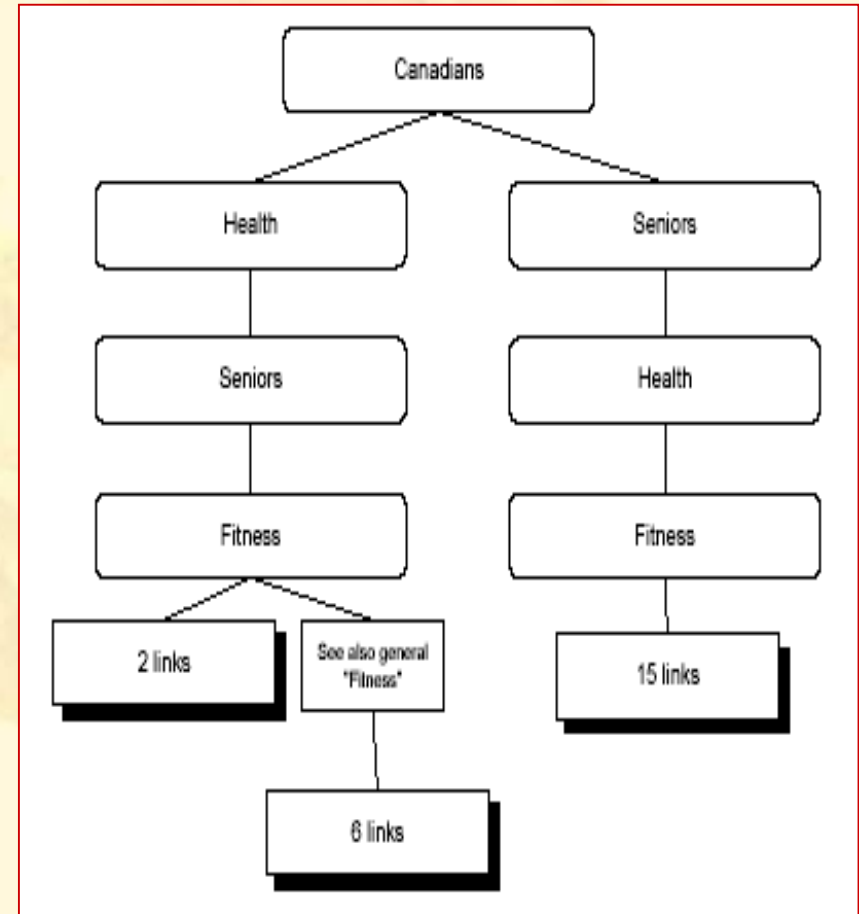 Canadians
Health
Seniors
Seniors
Health
Fitness
Fitness
2 links
See also general
"Fitness"
15 links
6 links